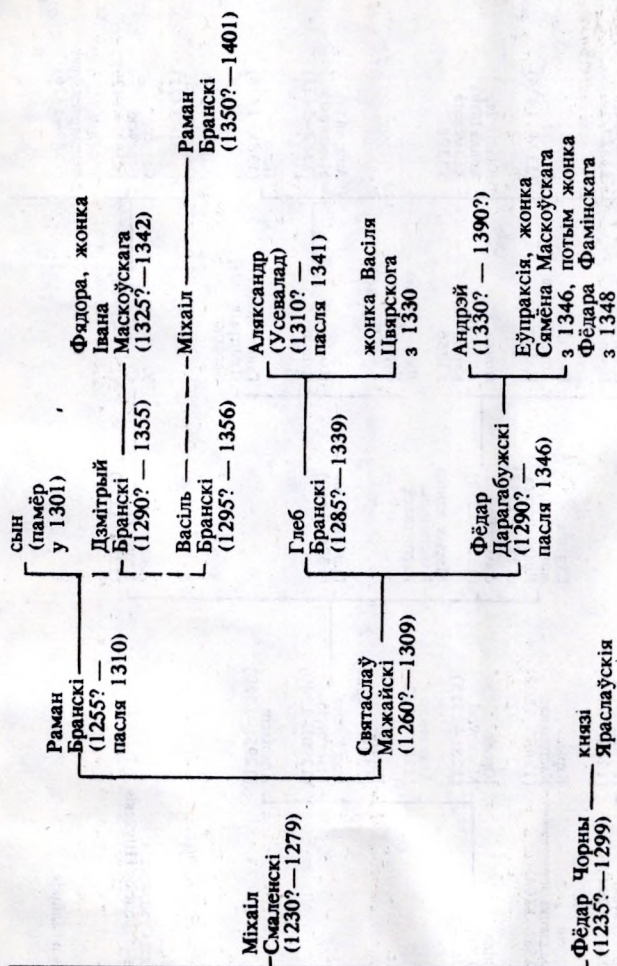 сын
(памёр
у 1301)
Фядора, жонка
Івана
Маскоўскага
(1325?—1342)
Раман
Бранскі
(1255?—
пасля 1310)
Дзмітрый
Бранскі
(1290? — 1355)
Васіль
Бранскі
(1295? — 1356)
Міхаіл
Раман
Бранскі
(1350?—1401)
Міхаіл
Смаленскі
(1230?—1279)
Святаслаў
Мажайскі
(1260?—1309)
Глеб
Бранскі
(1285?—1339)
Аляксандр
(Усевалад)
(1310? —
пасля 1341)
жонка Васіля
Цвярскога
з 1330
Фёдар
Дарагабужскі
(1290? —
пасля 1346)
Андрэй
(1330? — 1390?)
Еўпраксія, жонка
Сямёна Маскоўскага
з 1346, потым жонка
Фёдара Фамінскага
з 1348
Фёдар Чорны
(1235?—1299)
князі
Яраслаўскія